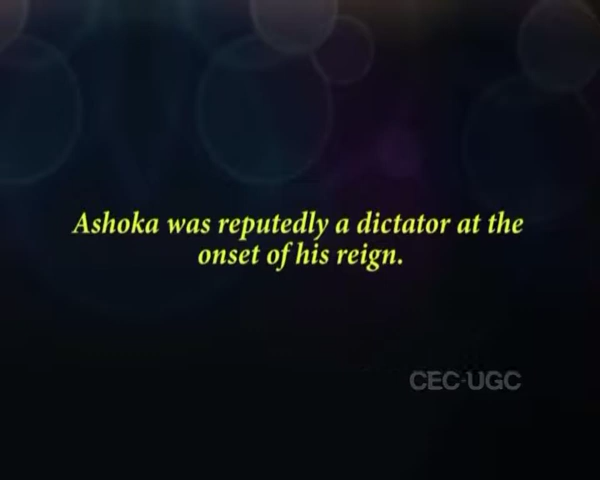 Ashoka was reputedly a dictator at the
onset of his reign.
CEC-UGC